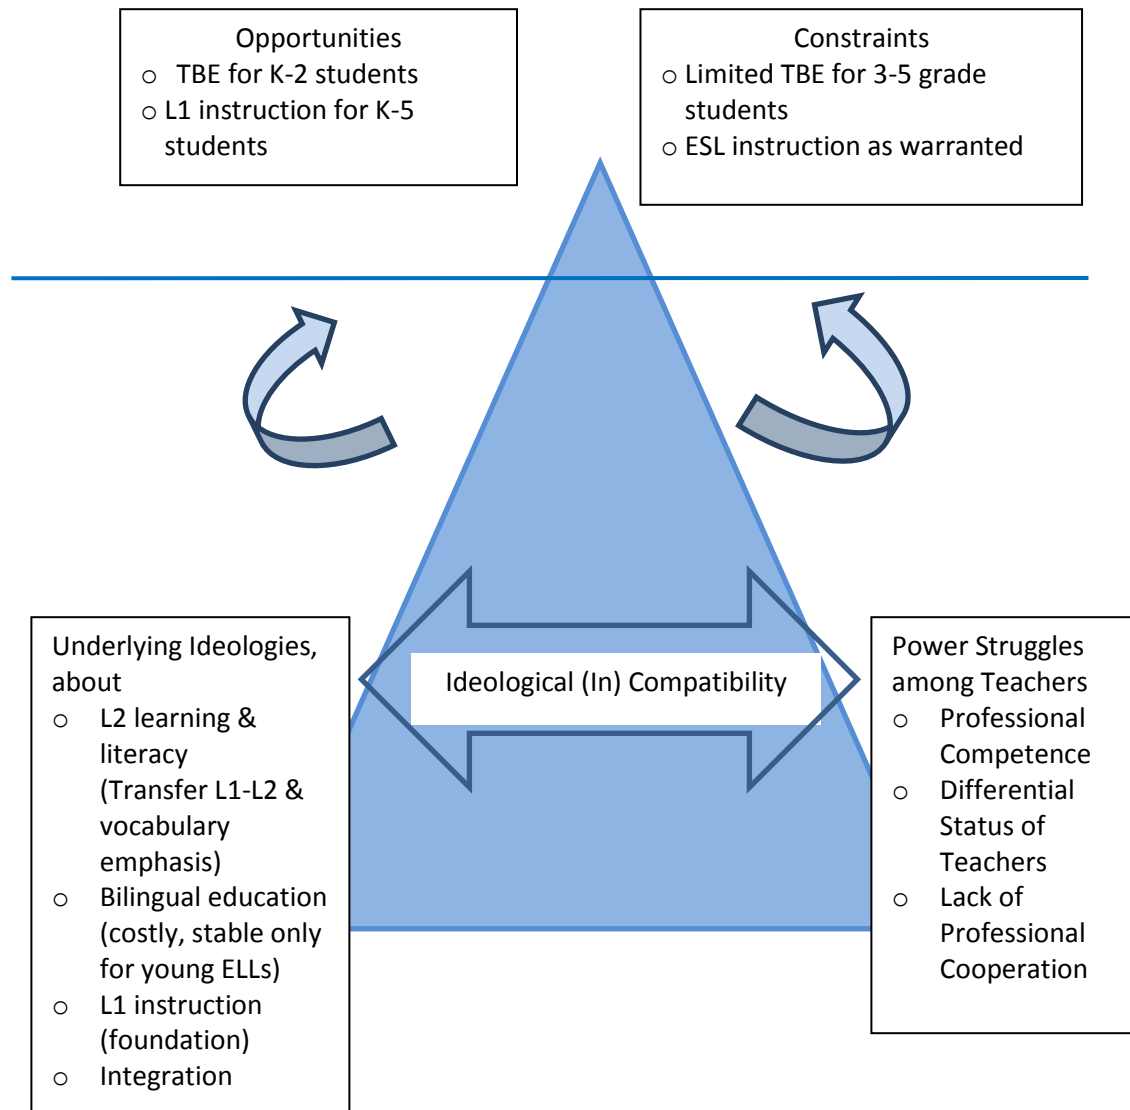 Opportunities
o TBE for K-2 students
o L1 instruction for K-5
students
Constraints
o Limited TBE for 3-5 grade
students
o ESL instruction as warranted
Ideological (In) Compatibility
Underlying Ideologies,
about
o L2 learning &
literacy
(Transfer L1-L2 &
vocabulary
emphasis)
o Bilingual education
(costly, stable only
for young ELLs)
o L1 instruction
(foundation)
o Integration
Power Struggles
among Teachers
o Professional
Competence
o Differential
Status of
Teachers
o Lack of
Professional
Cooperation